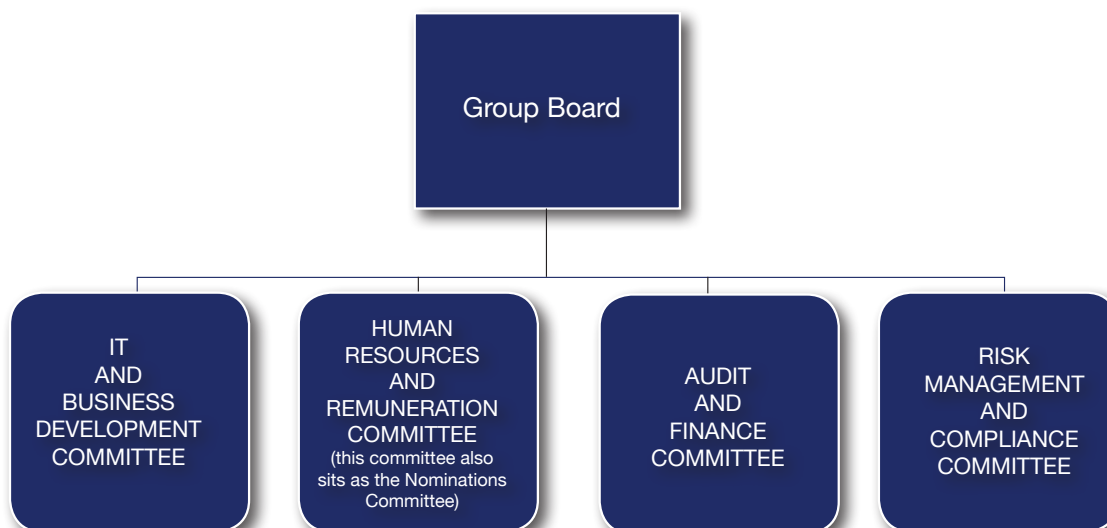 Group Board
IT
AND
BUSINESS
DEVELOPMENT
COMMITTEE
HUMAN
RESOURCES
AND
REMUNERATION
COMMITTEE
(this committee also
sits as the Nominations
Committee)
AUDIT
AND
FINANCE
COMMITTEE
RISK
MANAGEMENT
AND
COMPLIANCE
COMMITTEE